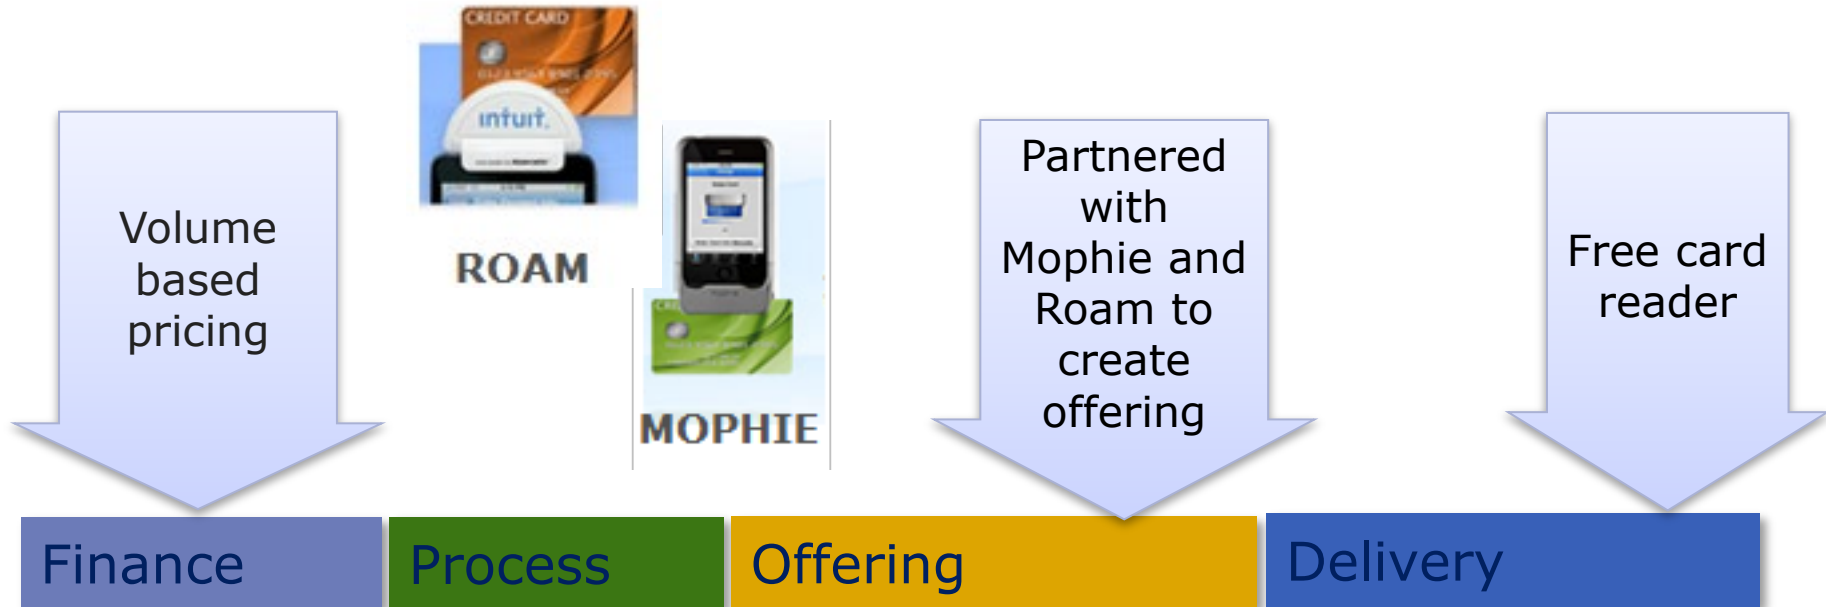 CREDIT CARD
intuit.
ROAM
MOPHIE
Volume
based
pricing
Partnered
with
Mophie and
Roam to
create
offering
Free card
reader
Finance
Process
Offering
Delivery